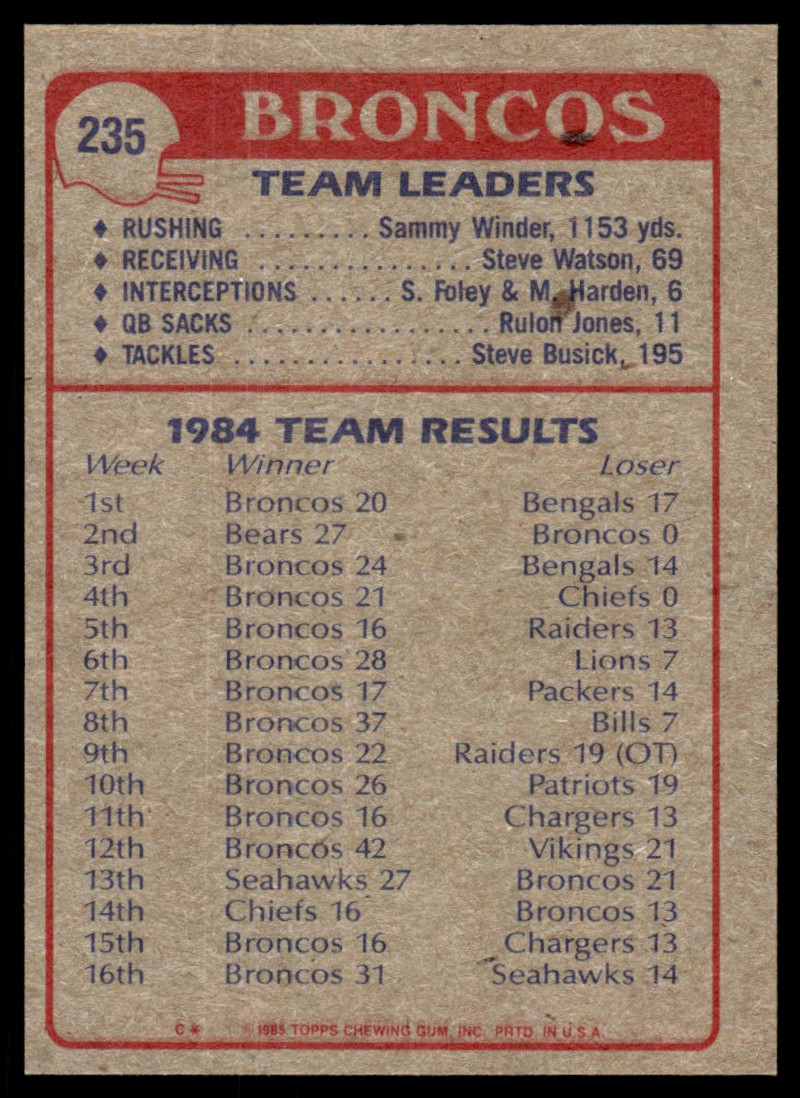 235
BRONCOS
TEAM LEADERS
♦ RUSHING ......... Sammy Winder, 1153 yds.
♦ RECEIVING ................ Steve Watson, 69
♦ INTERCEPTIONS ...... S. Foley & M. Harden, 6
♦ QB SACKS .................. Rulon Jones, 11
♦ TACKLES ................. Steve Busick, 195
1984 TEAM RESULTS
Week Winner Loser
1st Broncos 20 Bengals 17
2nd Bears 27 Broncos 0
3rd Broncos 24 Bengals 14
4th Broncos 21 Chiefs 0
5th Broncos 16 Raiders 13
6th Broncos 28 Lions 7
7th Broncos 17 Packers 14
8th Broncos 37 Bills 7
9th Broncos 22 Raiders 19 (OT)
10th Broncos 26 Patriots 19
11th Broncos 16 Chargers 13
12th Broncos 42 Vikings 21
13th Seahawks 27 Broncos 21
14th Chiefs 16 Broncos 13
15th Broncos 16 Chargers 13
16th Broncos 31 Seahawks 14
C* ©1985 TOPPS CHEWING GUM, INC. PRTD. IN U.S.A.